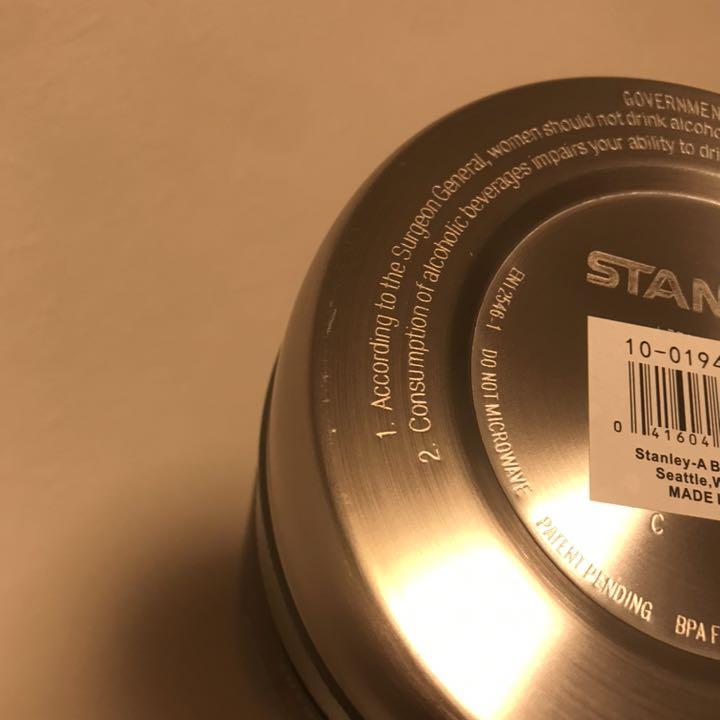 GOVERNMEN
1. According to the Surgeon General, women should not drink alcoho
2. Consumption of alcoholic beverages impairs your ability to dri
STAN
EN12546-1 DO NOT MICROWAVE PATENT PENDING BPA F
10-0194
0 41604
Stanley-A B
Seattle,W
MADE
C